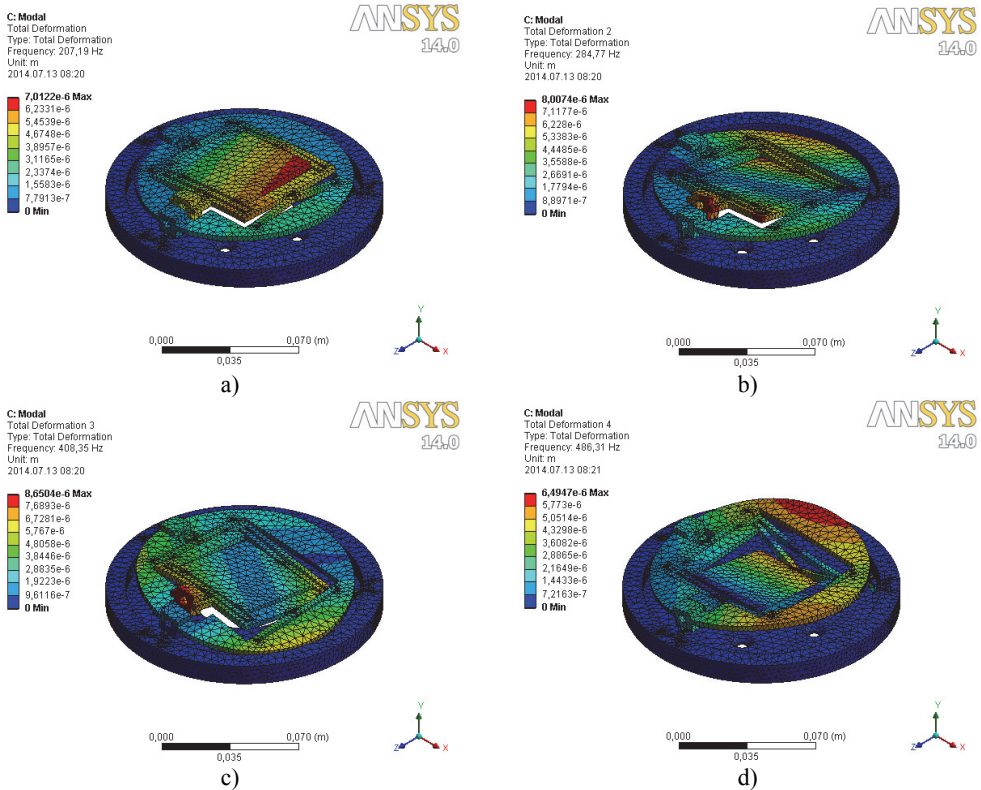 C: Modal
Total Deformation
Type: Total Deformation
Frequency: 207,19 Hz
Unit: m
2014.07.13 08:20
ANSYS
14.0
7,0122e-6 Max
6,2331e-6
5,4539e-6
4,6748e-6
3,8957e-6
3,1165e-6
2,3374e-6
1,5583e-6
7,7913e-7
0 Min
0,000
0,070 (m)
0,035
Y
Z
X
a)
C: Modal
Total Deformation 2
Type: Total Deformation
Frequency: 284,77 Hz
Unit: m
2014.07.13 08:20
ANSYS
14.0
8,0074e-6 Max
7,1177e-6
6,228e-6
5,3383e-6
4,4485e-6
3,5588e-6
2,6691e-6
1,7794e-6
8,8971e-7
0 Min
0,000
0,070 (m)
0,035
Y
Z
X
b)
C: Modal
Total Deformation 3
Type: Total Deformation
Frequency: 408,35 Hz
Unit: m
2014.07.13 08:20
ANSYS
14.0
8,6504e-6 Max
7,6893e-6
6,7281e-6
5,767e-6
4,8058e-6
3,8446e-6
2,8835e-6
1,9223e-6
9,6116e-7
0 Min
0,000
0,070 (m)
0,035
Y
Z
X
c)
C: Modal
Total Deformation 4
Type: Total Deformation
Frequency: 486,31 Hz
Unit: m
2014.07.13 08:21
ANSYS
14.0
6,4947e-6 Max
5,773e-6
5,0514e-6
4,3298e-6
3,6082e-6
2,8865e-6
2,1649e-6
1,4433e-6
7,2163e-7
0 Min
0,000
0,070 (m)
0,035
Y
Z
X
d)